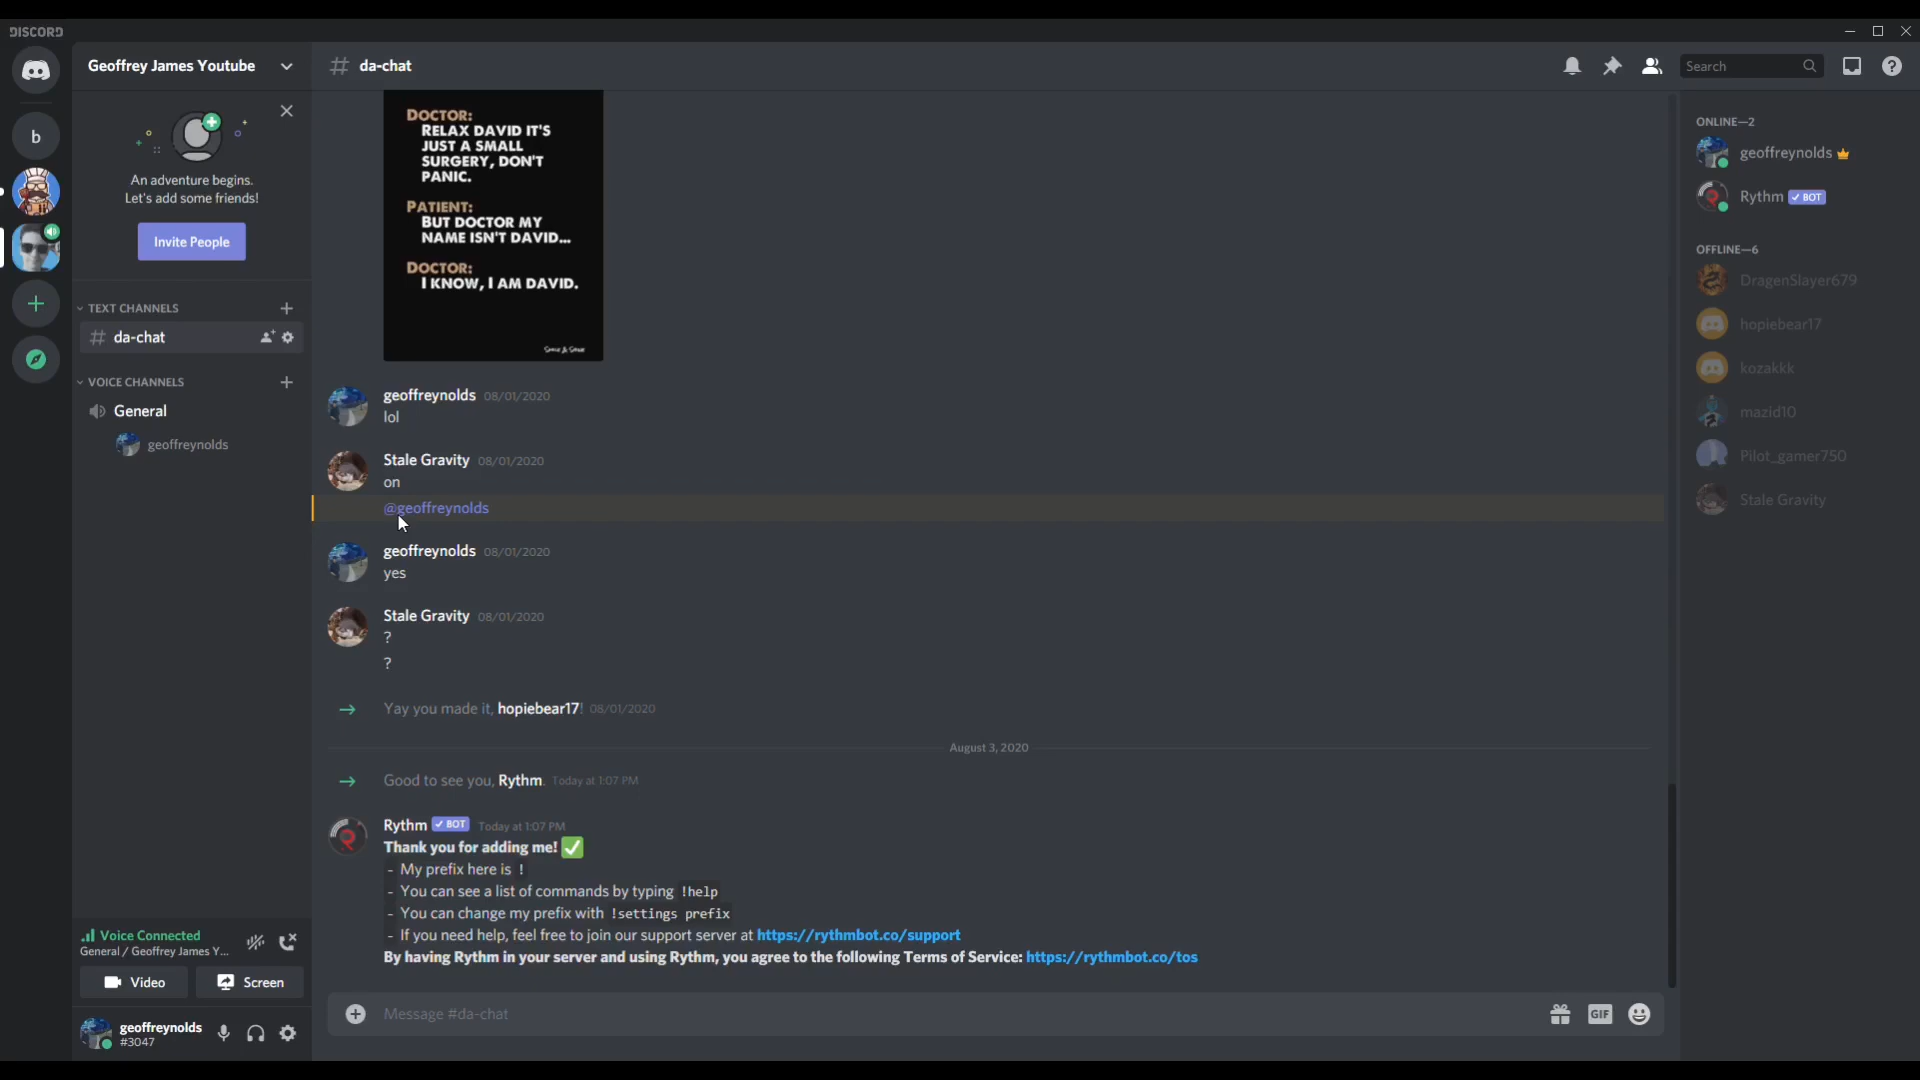 DISCORD
Geoffrey James Youtube
da-chat
Search
b
An adventure begins.
Let's add some friends!
Invite People
TEXT CHANNELS
da-chat
VOICE CHANNELS
General
geoffreynolds
DOCTOR:
RELAX DAVID IT'S
JUST A SMALL
SURGERY, DON'T
PANIC.
PATIENT:
BUT DOCTOR MY
NAME ISN'T DAVID...
DOCTOR:
I KNOW, I AM DAVID.
geoffreynolds 08/01/2020
lol
Stale Gravity 08/01/2020
on
@geoffreynolds
geoffreynolds 08/01/2020
yes
Stale Gravity 08/01/2020
?
?
Yay you made it, hopiebear17! 08/01/2020
August 3, 2020
Good to see you, Rythm. Today at 1:07 PM
Rythm ✓ BOT Today at 1:07 PM
Thank you for adding me! ✅
- My prefix here is !
- You can see a list of commands by typing !help
- You can change my prefix with !settings prefix
- If you need help, feel free to join our support server at https://rythmbot.co/support
By having Rythm in your server and using Rythm, you agree to the following Terms of Service: https://rythmbot.co/tos
Message #da-chat
GIF
ONLINE—2
geoffreynolds
Rythm ✓ BOT
OFFLINE—6
DragenSlayer679
hopiebear17
kozakkk
mazid10
Pilot_gamer750
Stale Gravity
Voice Connected
General / Geoffrey James Y...
Video
Screen
geoffreynolds
#3047